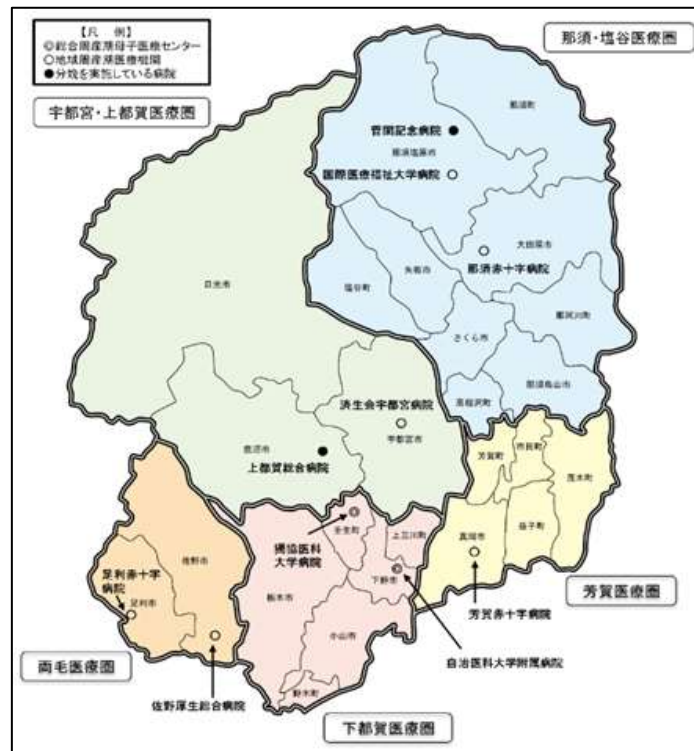 【凡 例】
◎総合周産期母子医療センター
○地域周産期医療機関
●分娩を実施している病院
那須・塩谷医療圏
宇都宮・上都賀医療圏
那須町
菅間記念病院
那須塩原市
国際医療福祉大学病院
大田原市
那須赤十字病院
日光市
塩谷町
矢板市
那珂川町
さくら市
那須烏山市
高根沢町
済生会宇都宮病院
宇都宮市
鹿沼市
上都賀総合病院
芳賀町
市貝町
茂木町
真岡市
益子町
芳賀赤十字病院
芳賀医療圏
壬生町
上三川町
獨協医科
大学病院
下野市
栃木市
小山市
野木町
自治医科大学附属病院
下都賀医療圏
佐野市
足利赤十字
病院
足利市
両毛医療圏
佐野厚生総合病院